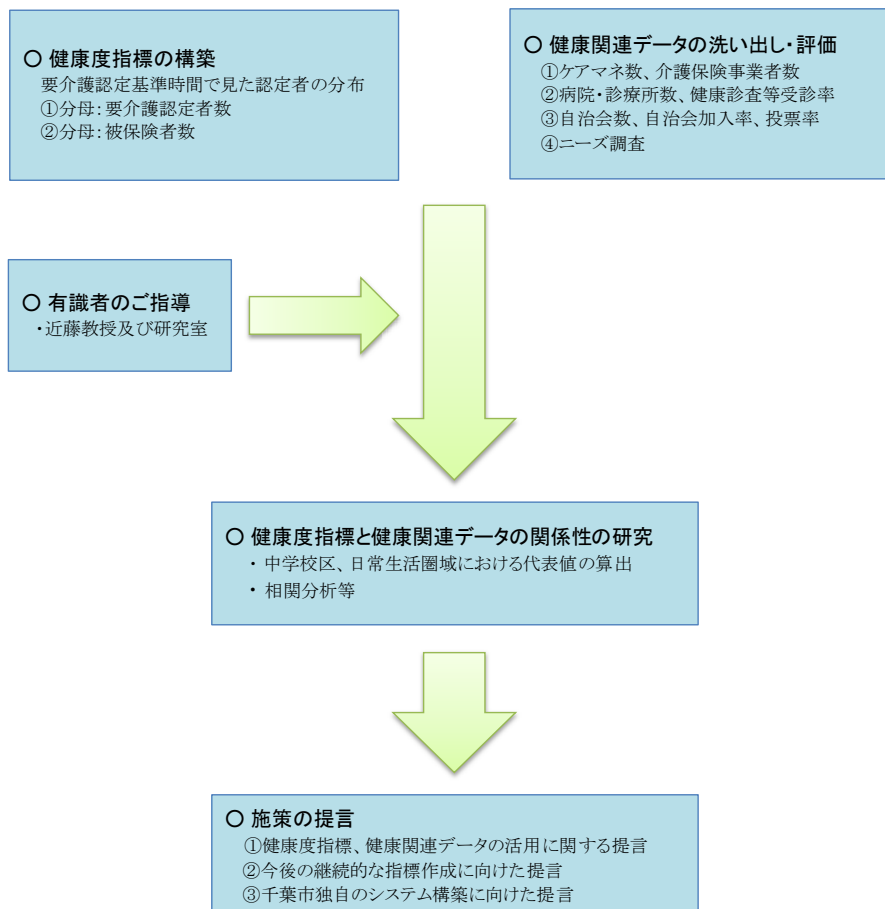 〇 健康度指標の構築
要介護認定基準時間で見た認定者の分布
①分母：要介護認定者数
②分母：被保険者数
〇 健康関連データの洗い出し・評価
①ケアマネ数、介護保険事業者数
②病院・診療所数、健康診査等受診率
③自治会数、自治会加入率、投票率
④ニーズ調査
〇 有識者のご指導
・近藤教授及び研究室
〇 健康度指標と健康関連データの関係性の研究
・ 中学校区、日常生活圏域における代表値の算出
・ 相関分析等
〇 施策の提言
①健康度指標、健康関連データの活用に関する提言
②今後の継続的な指標作成に向けた提言
③千葉市独自のシステム構築に向けた提言